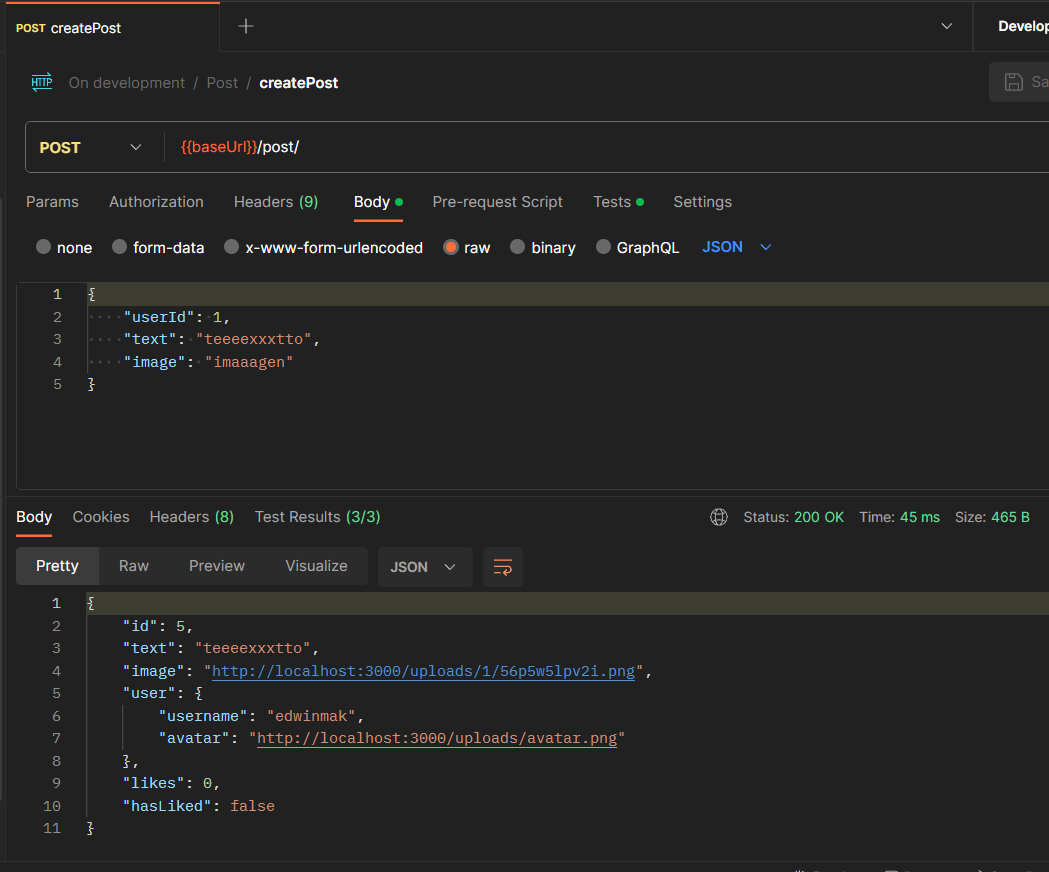 POST createPost
Develop
HTTP On development / Post / createPost
Sa
POST {{baseUrl}}/post/
Params Authorization Headers (9) Body Pre-request Script Tests Settings
none form-data x-www-form-urlencoded raw binary GraphQL JSON
1 {
2 "userId": 1,
3 "text": "teeeexxxtto",
4 "image": "imaaagen"
5 }
Body Cookies Headers (8) Test Results (3/3) Status: 200 OK Time: 45 ms Size: 465 B
Pretty Raw Preview Visualize JSON
1 {
2 "id": 5,
3 "text": "teeeexxxtto",
4 "image": "http://localhost:3000/uploads/1/56p5w5lpv2i.png",
5 "user": {
6 "username": "edwinmak",
7 "avatar": "http://localhost:3000/uploads/avatar.png"
8 },
9 "likes": 0,
10 "hasLiked": false
11 }